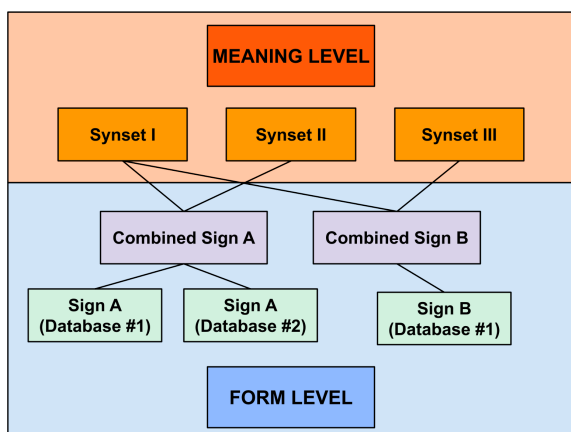 MEANING LEVEL
Synset I
Synset II
Synset III
Combined Sign A
Combined Sign B
Sign A
(Database #1)
Sign A
(Database #2)
Sign B
(Database #1)
FORM LEVEL